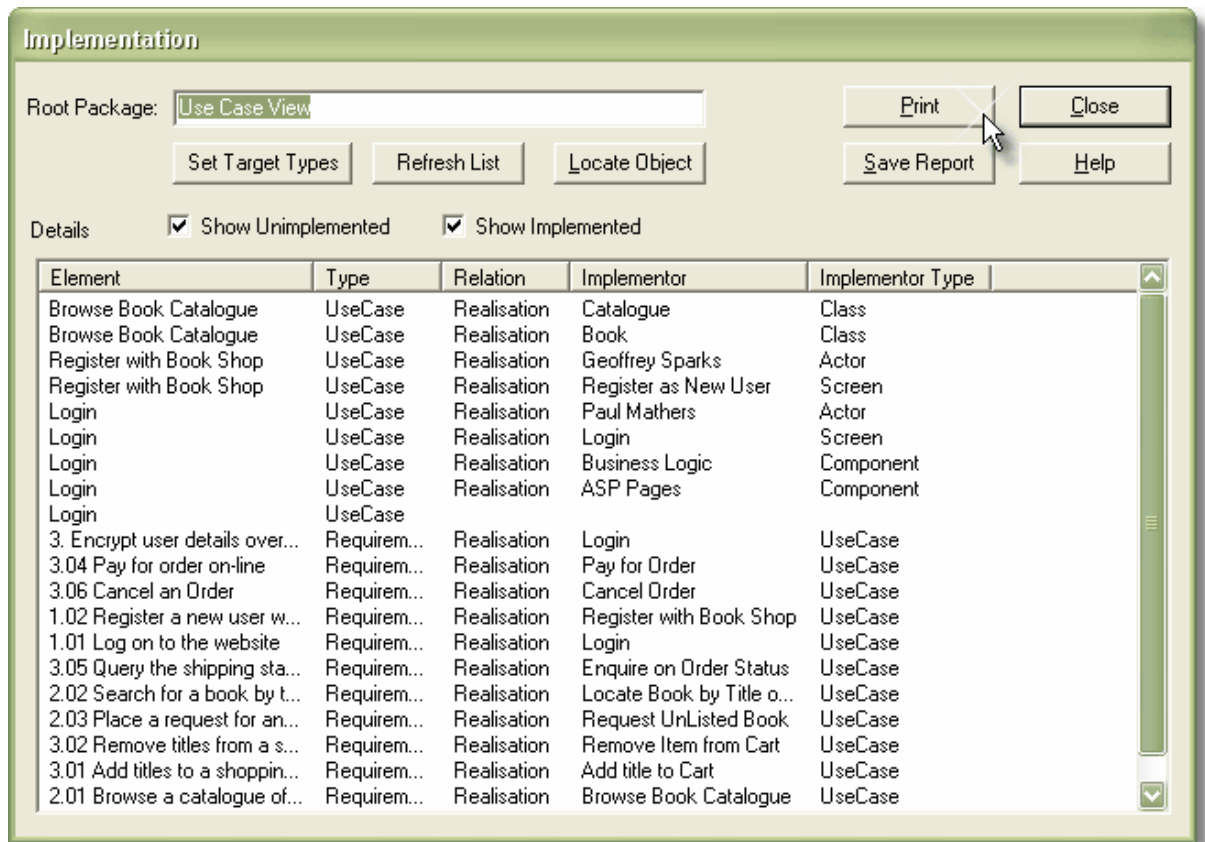 Implementation
Root Package: Use Case View Print Close
Set Target Types Refresh List Locate Object Save Report Help
Details Show Unimplemented Show Implemented
Element Type Relation Implementor Implementor Type
Browse Book Catalogue UseCase Realisation Catalogue Class
Browse Book Catalogue UseCase Realisation Book Class
Register with Book Shop UseCase Realisation Geoffrey Sparks Actor
Register with Book Shop UseCase Realisation Register as New User Screen
Login UseCase Realisation Paul Mathers Actor
Login UseCase Realisation Login Screen
Login UseCase Realisation Business Logic Component
Login UseCase Realisation ASP Pages Component
Login UseCase
3. Encrypt user details over... Requirem... Realisation Login UseCase
3.04 Pay for order on-line Requirem... Realisation Pay for Order UseCase
3.06 Cancel an Order Requirem... Realisation Cancel Order UseCase
1.02 Register a new user w... Requirem... Realisation Register with Book Shop UseCase
1.01 Log on to the website Requirem... Realisation Login UseCase
3.05 Query the shipping sta... Requirem... Realisation Enquire on Order Status UseCase
2.02 Search for a book by t... Requirem... Realisation Locate Book by Title o... UseCase
2.03 Place a request for an... Requirem... Realisation Request UnListed Book UseCase
3.02 Remove titles from a s... Requirem... Realisation Remove Item from Cart UseCase
3.01 Add titles to a shoppin... Requirem... Realisation Add title to Cart UseCase
2.01 Browse a catalogue of... Requirem... Realisation Browse Book Catalogue UseCase